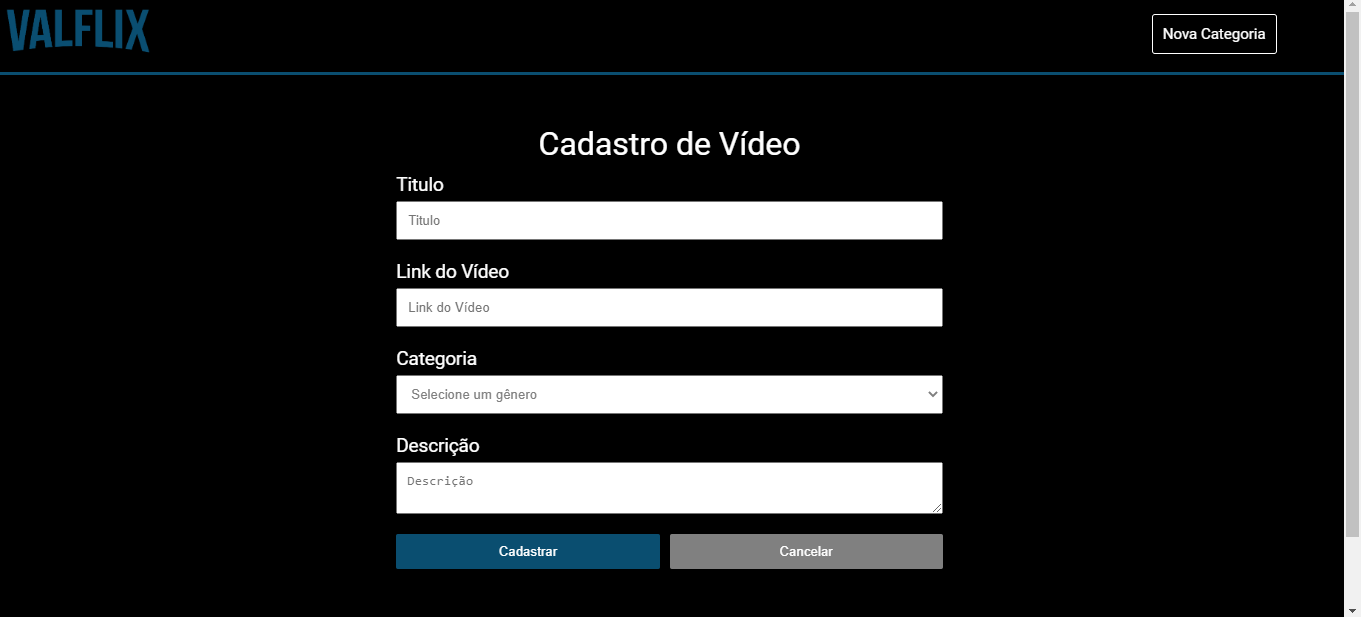 VALFLIX
Nova Categoria
Cadastro de Vídeo
Titulo
Titulo
Link do Vídeo
Link do Vídeo
Categoria
Selecione um gênero
Descrição
Descrição
Cadastrar
Cancelar